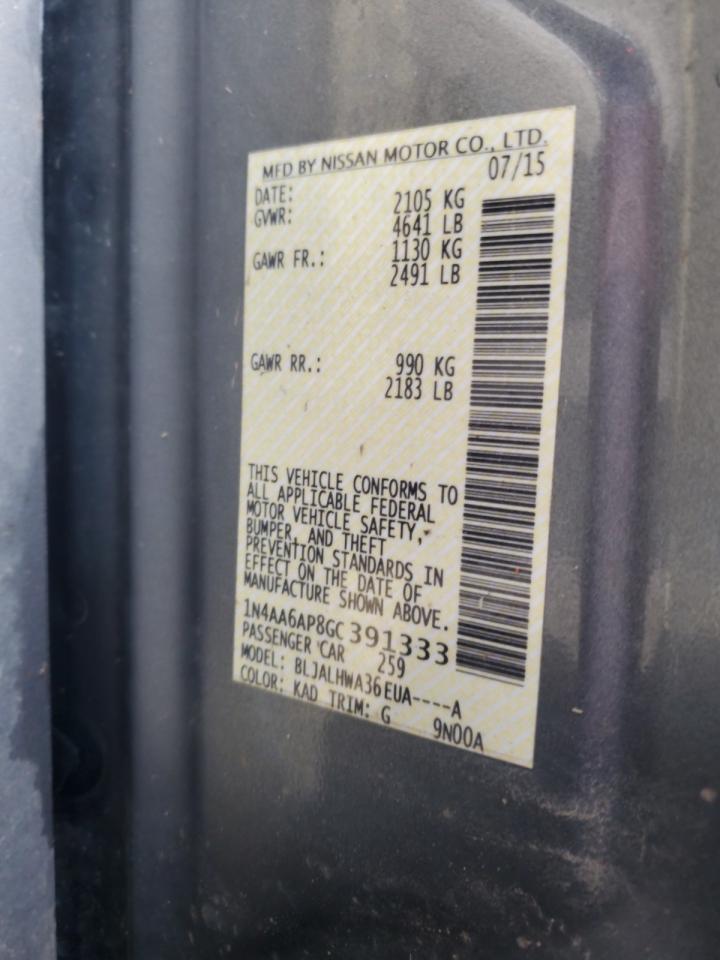 MFD BY NISSAN MOTOR CO., LTD.
DATE: 07/15
GVWR: 2105 KG
4641 LB
GAWR FR.: 1130 KG
2491 LB
GAWR RR.: 990 KG
2183 LB
THIS VEHICLE CONFORMS TO
ALL APPLICABLE FEDERAL
MOTOR VEHICLE SAFETY,
BUMPER, AND THEFT
PREVENTION STANDARDS IN
EFFECT ON THE DATE OF
MANUFACTURE SHOWN ABOVE.
1N4AA6AP8GC391333
PASSENGER CAR 259
MODEL: BLJALHWA36EUA----A
COLOR: KAD TRIM: G 9N00A